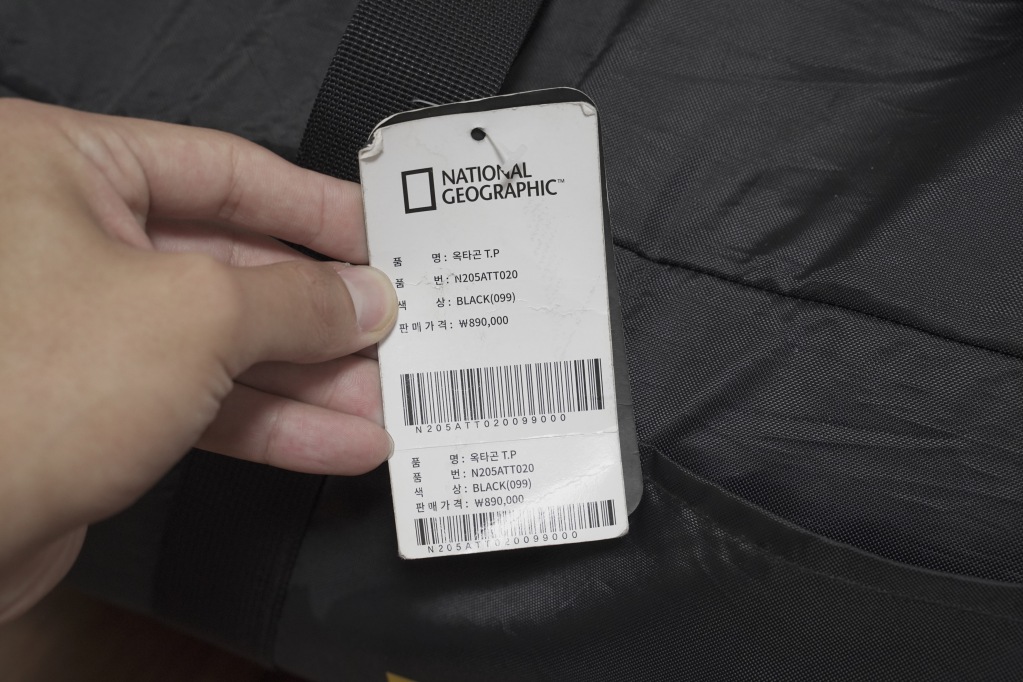 NATIONAL
GEOGRAPHIC™
품 명 : 옥타곤 T.P
품 번 : N205ATT020
색 상 : BLACK(099)
판매가격 : ₩890,000
N205ATT020099000
품 명 : 옥타곤 T.P
품 번 : N205ATT020
색 상 : BLACK(099)
판매가격 : ₩890,000
N205ATT020099000